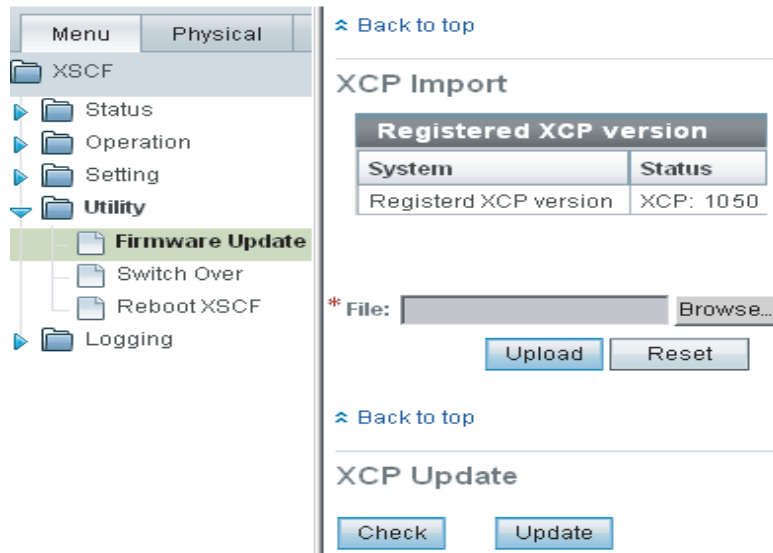 Menu
Physical
XSCF
Status
Operation
Setting
Utility
Firmware Update
Switch Over
Reboot XSCF
Logging
Back to top
XCP Import
Registered XCP version
System Status
Registerd XCP version XCP: 1050
* File: Browse...
Upload Reset
Back to top
XCP Update
Check Update